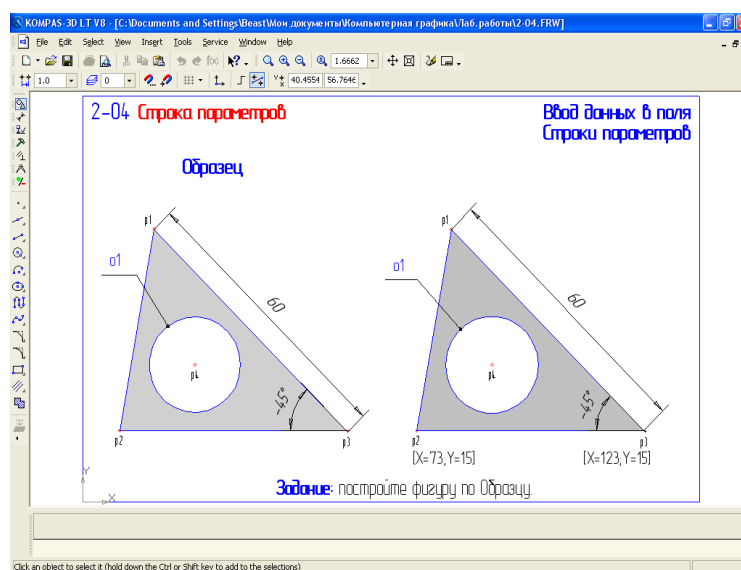 KOMPAS-3D LT V8 - [C:\Documents and Settings\Beast\Мои документы\Компьютерная графика\Лаб.работы\2-04.FRW]
File Edit Select View Insert Tools Service Window Help
1.6662
1.0 0 40.4554 56.764
2-04 Строка параметров
Ввод данных в поля
Строки параметров
Образец
p1 p1
o1 o1
60 60
p4 p4
-45° -45°
p2 p3 p2 p3
[X=73; Y=15] [X=123; Y=15]
Y
X
Задание: постройте фигуру по Образцу.
Click an object to select it (hold down the Ctrl or Shift key to add to the selections)